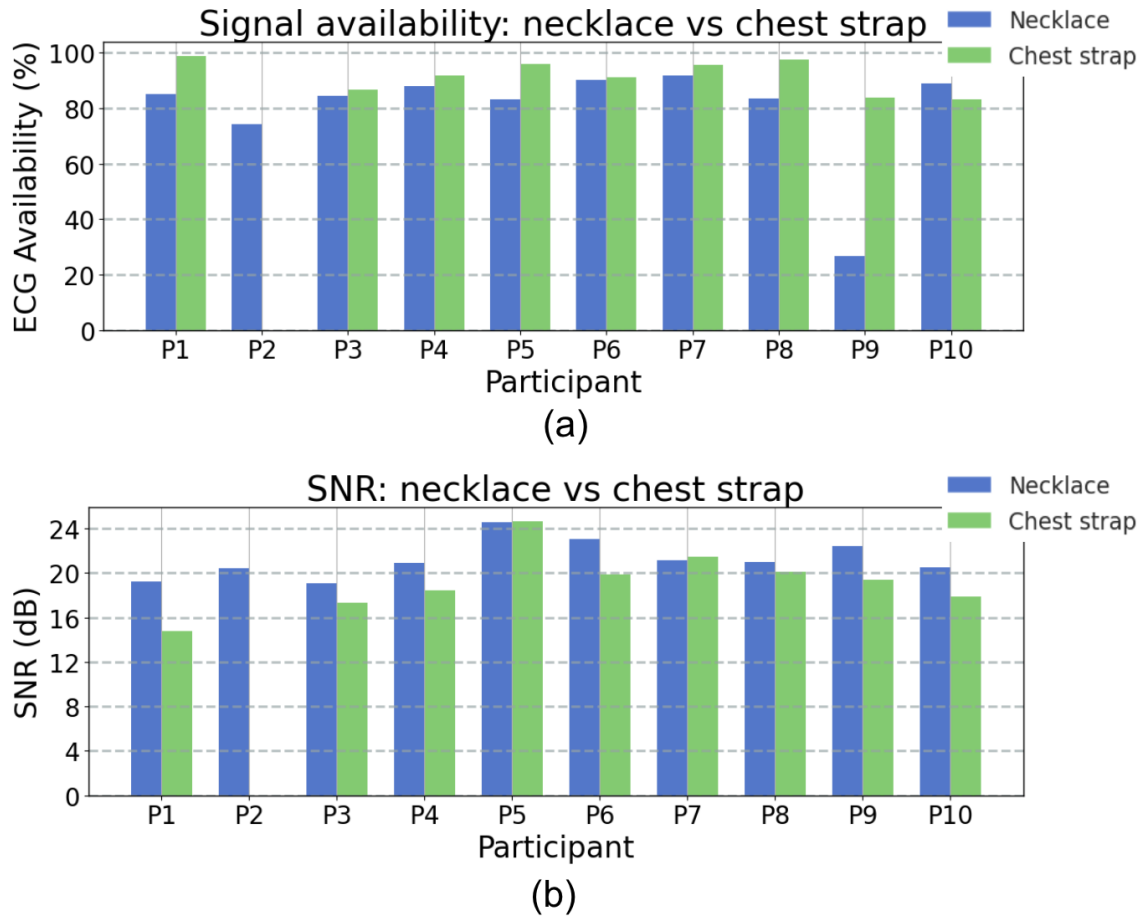 Signal availability: necklace vs chest strap
Necklace
Chest strap
ECG Availability (%)
100
80
60
40
20
0
P1 P2 P3 P4 P5 P6 P7 P8 P9 P10
Participant
(a)
SNR: necklace vs chest strap
Necklace
Chest strap
SNR (dB)
24
20
16
12
8
4
0
P1 P2 P3 P4 P5 P6 P7 P8 P9 P10
Participant
(b)